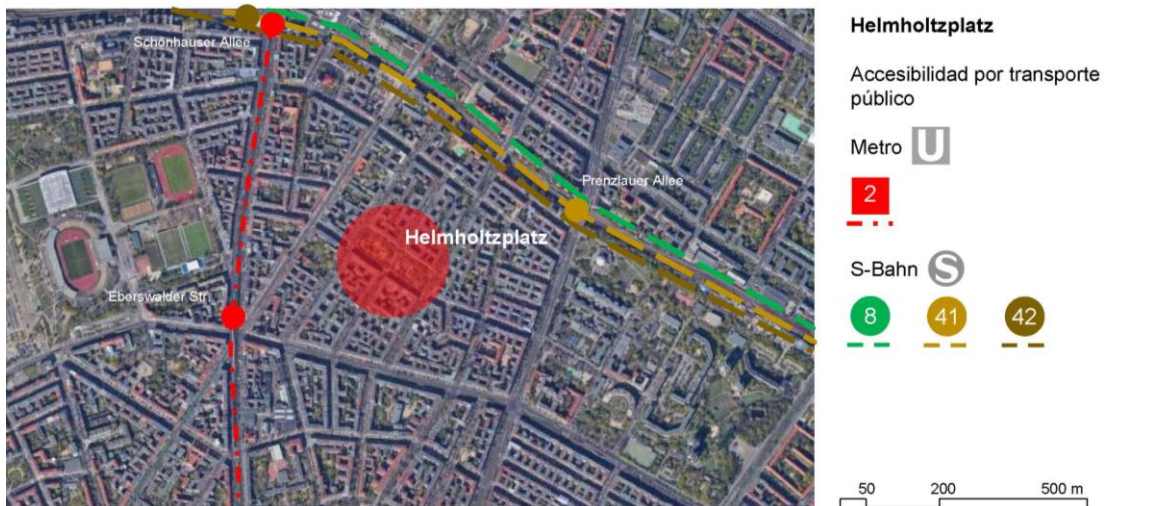 Schönhauser Allee
Prenzlauer Allee
Helmholtzplatz
Eberswalder Str.
Helmholtzplatz
Accesibilidad por transporte
público
Metro U
2
S-Bahn S
8 41 42
50 200 500 m